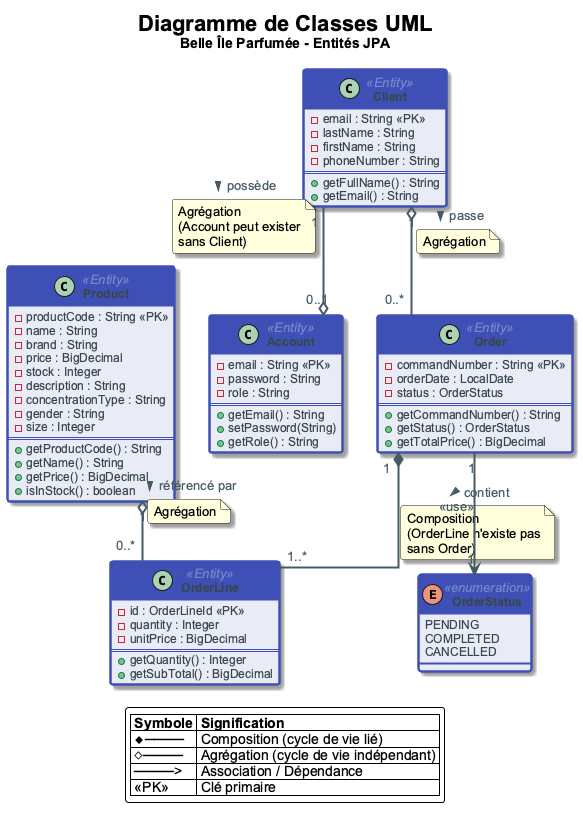 Diagramme de Classes UML
Belle Île Parfumée - Entités JPA
C
«Entity»
Client
email : String «PK»
lastName : String
firstName : String
phoneNumber : String
getFullName() : String
getEmail() : String
possède
Agrégation
(Account peut exister
sans Client)
1
0..1
passe
Agrégation
1
0..*
C
«Entity»
Product
productCode : String «PK»
name : String
brand : String
price : BigDecimal
stock : Integer
description : String
concentrationType : String
gender : String
size : Integer
getProductCode() : String
getName() : String
getPrice() : BigDecimal
isInStock() : boolean
C
«Entity»
Account
email : String «PK»
password : String
role : String
getEmail() : String
setPassword(String)
getRole() : String
C
«Entity»
Order
commandNumber : String «PK»
orderDate : LocalDate
status : OrderStatus
getCommandNumber() : String
getStatus() : OrderStatus
getTotalPrice() : BigDecimal
référencé par
Agrégation
0..*
1
1
contient
«use»
Composition
(OrderLine n'existe pas
sans Order)
1..*
C
«Entity»
OrderLine
id : OrderLineId «PK»
quantity : Integer
unitPrice : BigDecimal
getQuantity() : Integer
getSubTotal() : BigDecimal
E
«enumeration»
OrderStatus
PENDING
COMPLETED
CANCELLED
Symbole Signification
◆——— Composition (cycle de vie lié)
◇——— Agrégation (cycle de vie indépendant)
———> Association / Dépendance
«PK» Clé primaire